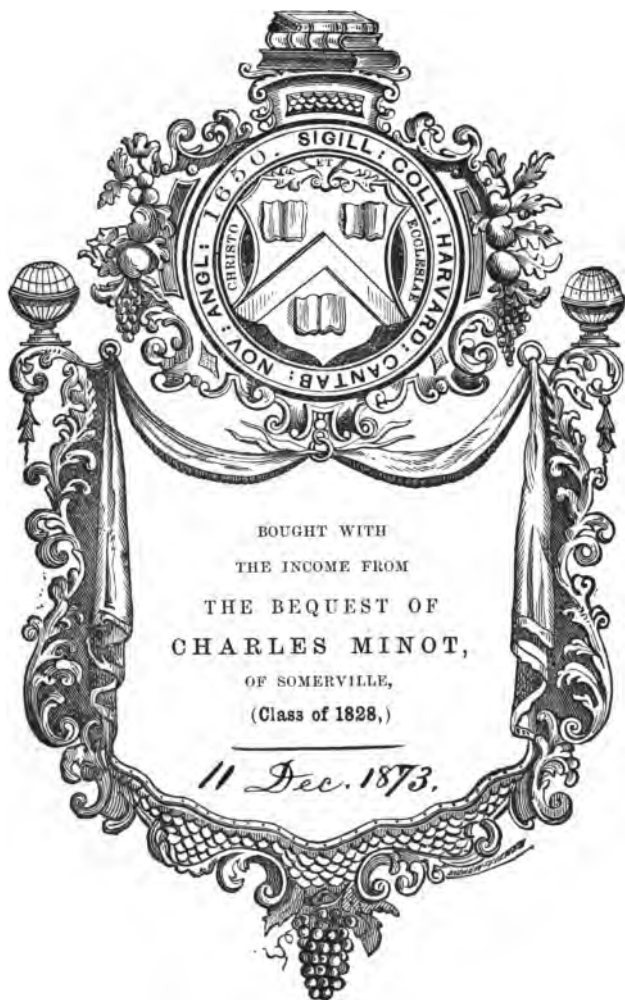 SIGILL: COLL: HARVARD: CANTAB: NOV: ANGL: 1650.
ET
CHRISTO
ECCLESIAE
BOUGHT WITH
THE INCOME FROM
THE BEQUEST OF
CHARLES MINOT,
OF SOMERVILLE,
(Class of 1828,)
11 Dec. 1873.